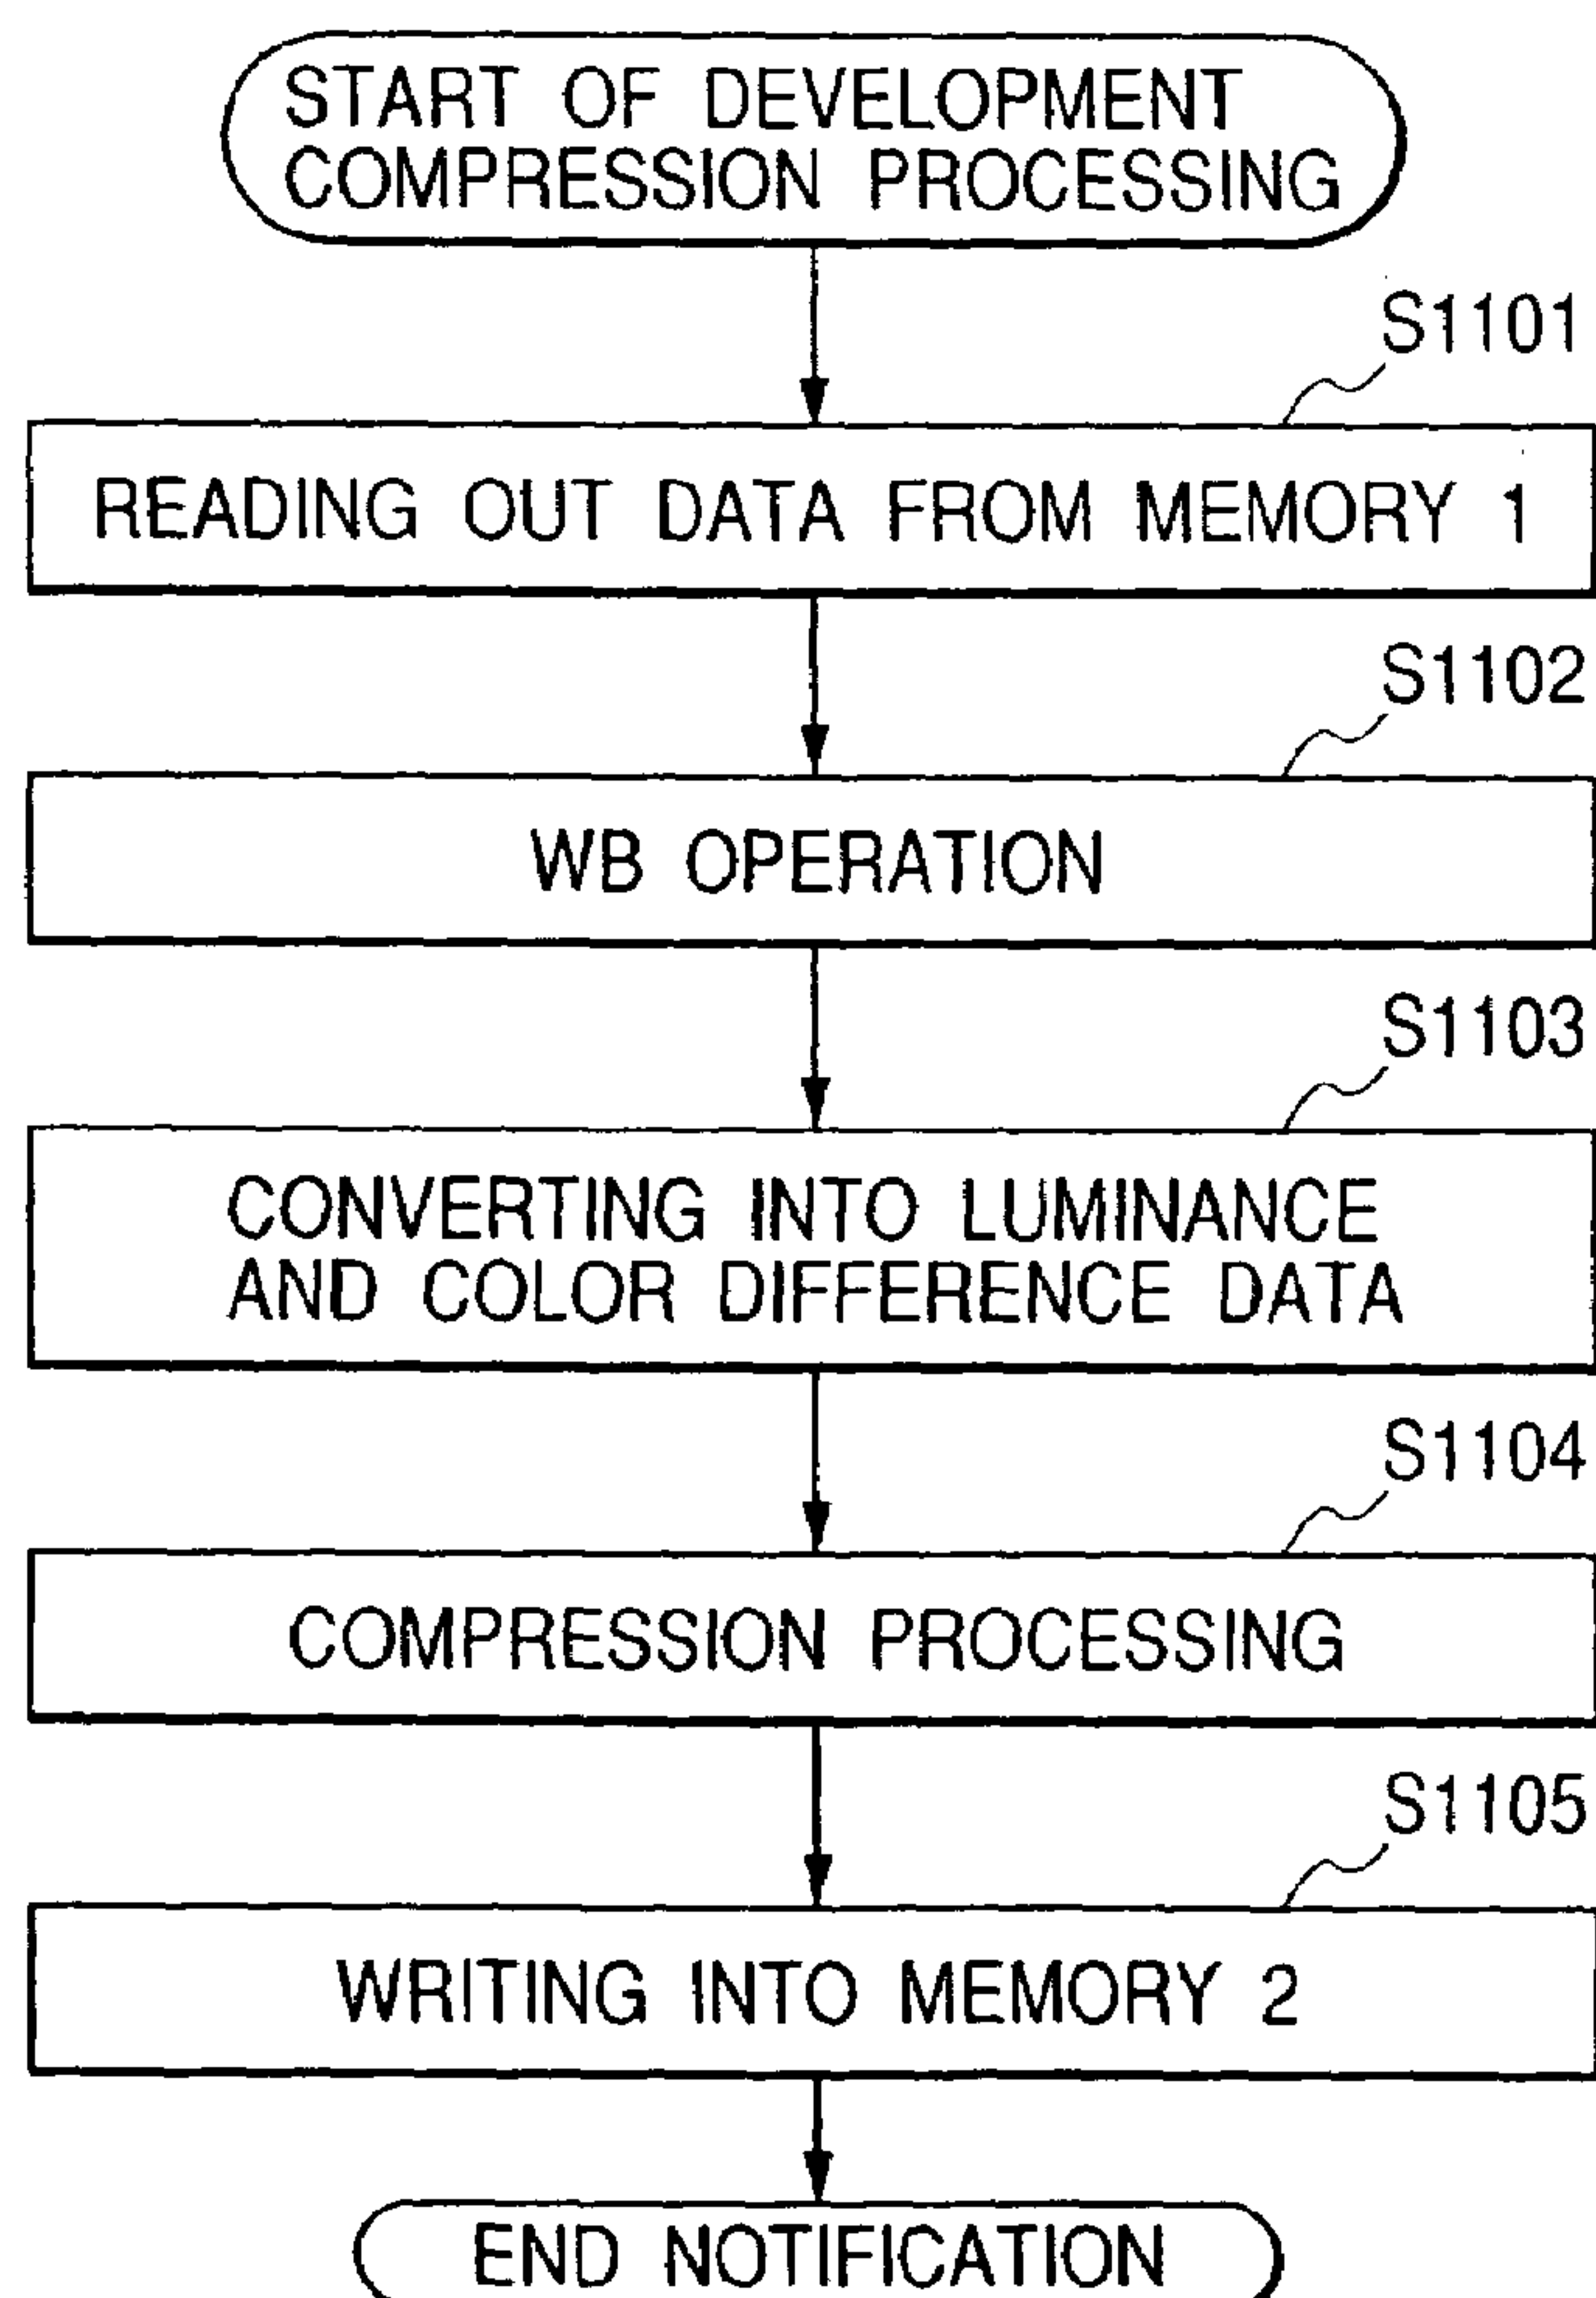 START OF DEVELOPMENT
COMPRESSION PROCESSING
S1101
READING OUT DATA FROM MEMORY 1
S1102
WB OPERATION
S1103
CONVERTING INTO LUMINANCE
AND COLOR DIFFERENCE DATA
S1104
COMPRESSION PROCESSING
S1105
WRITING INTO MEMORY 2
END NOTIFICATION